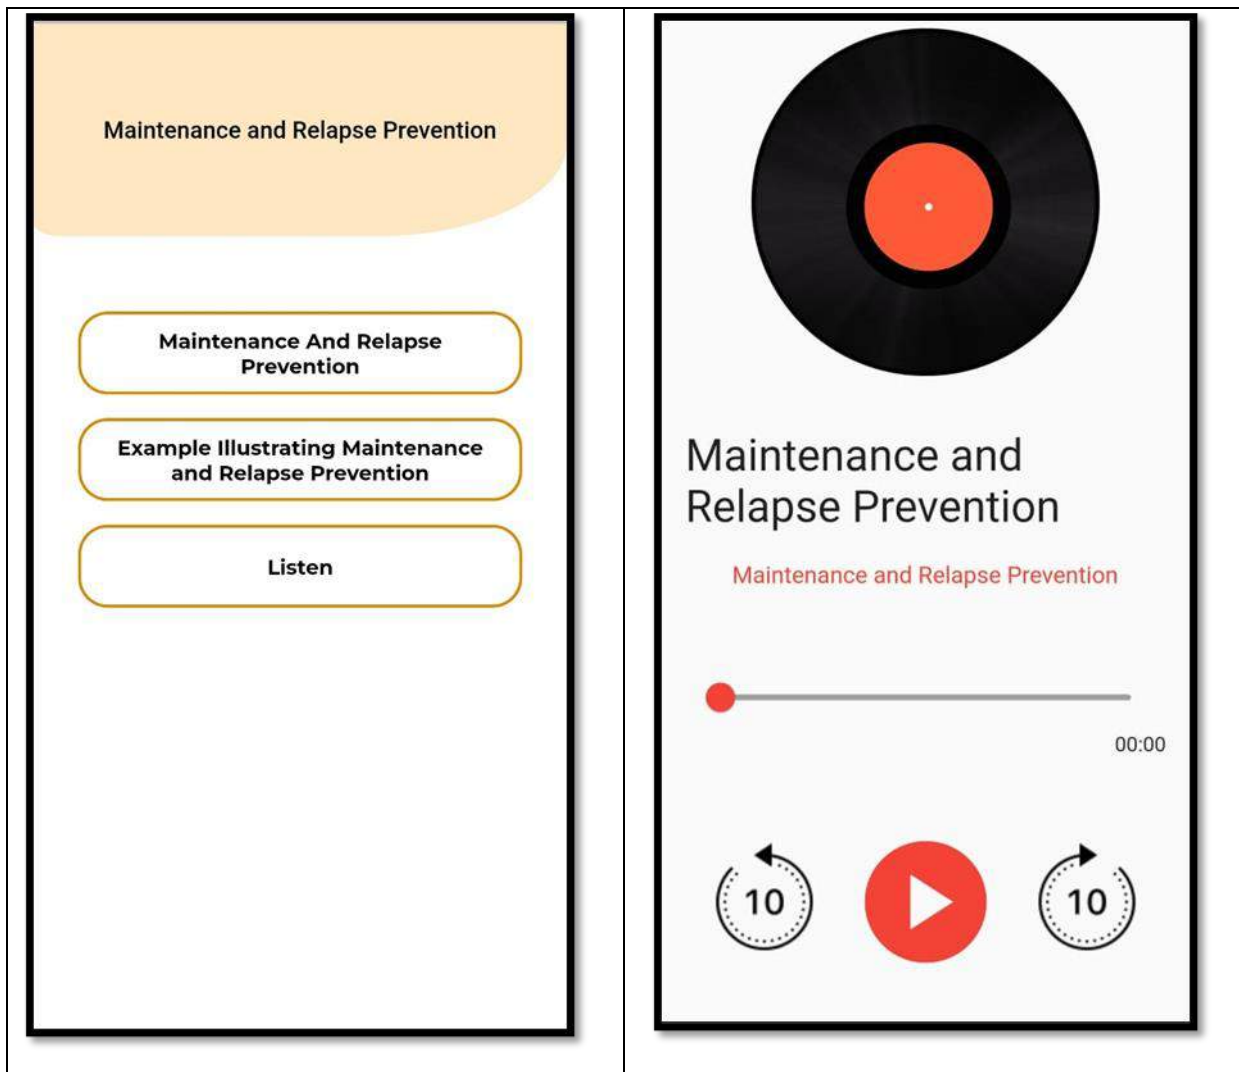 Maintenance and Relapse Prevention
Maintenance And Relapse
Prevention
Example Illustrating Maintenance
and Relapse Prevention
Listen
Maintenance and
Relapse Prevention
Maintenance and Relapse Prevention
00:00
10
10